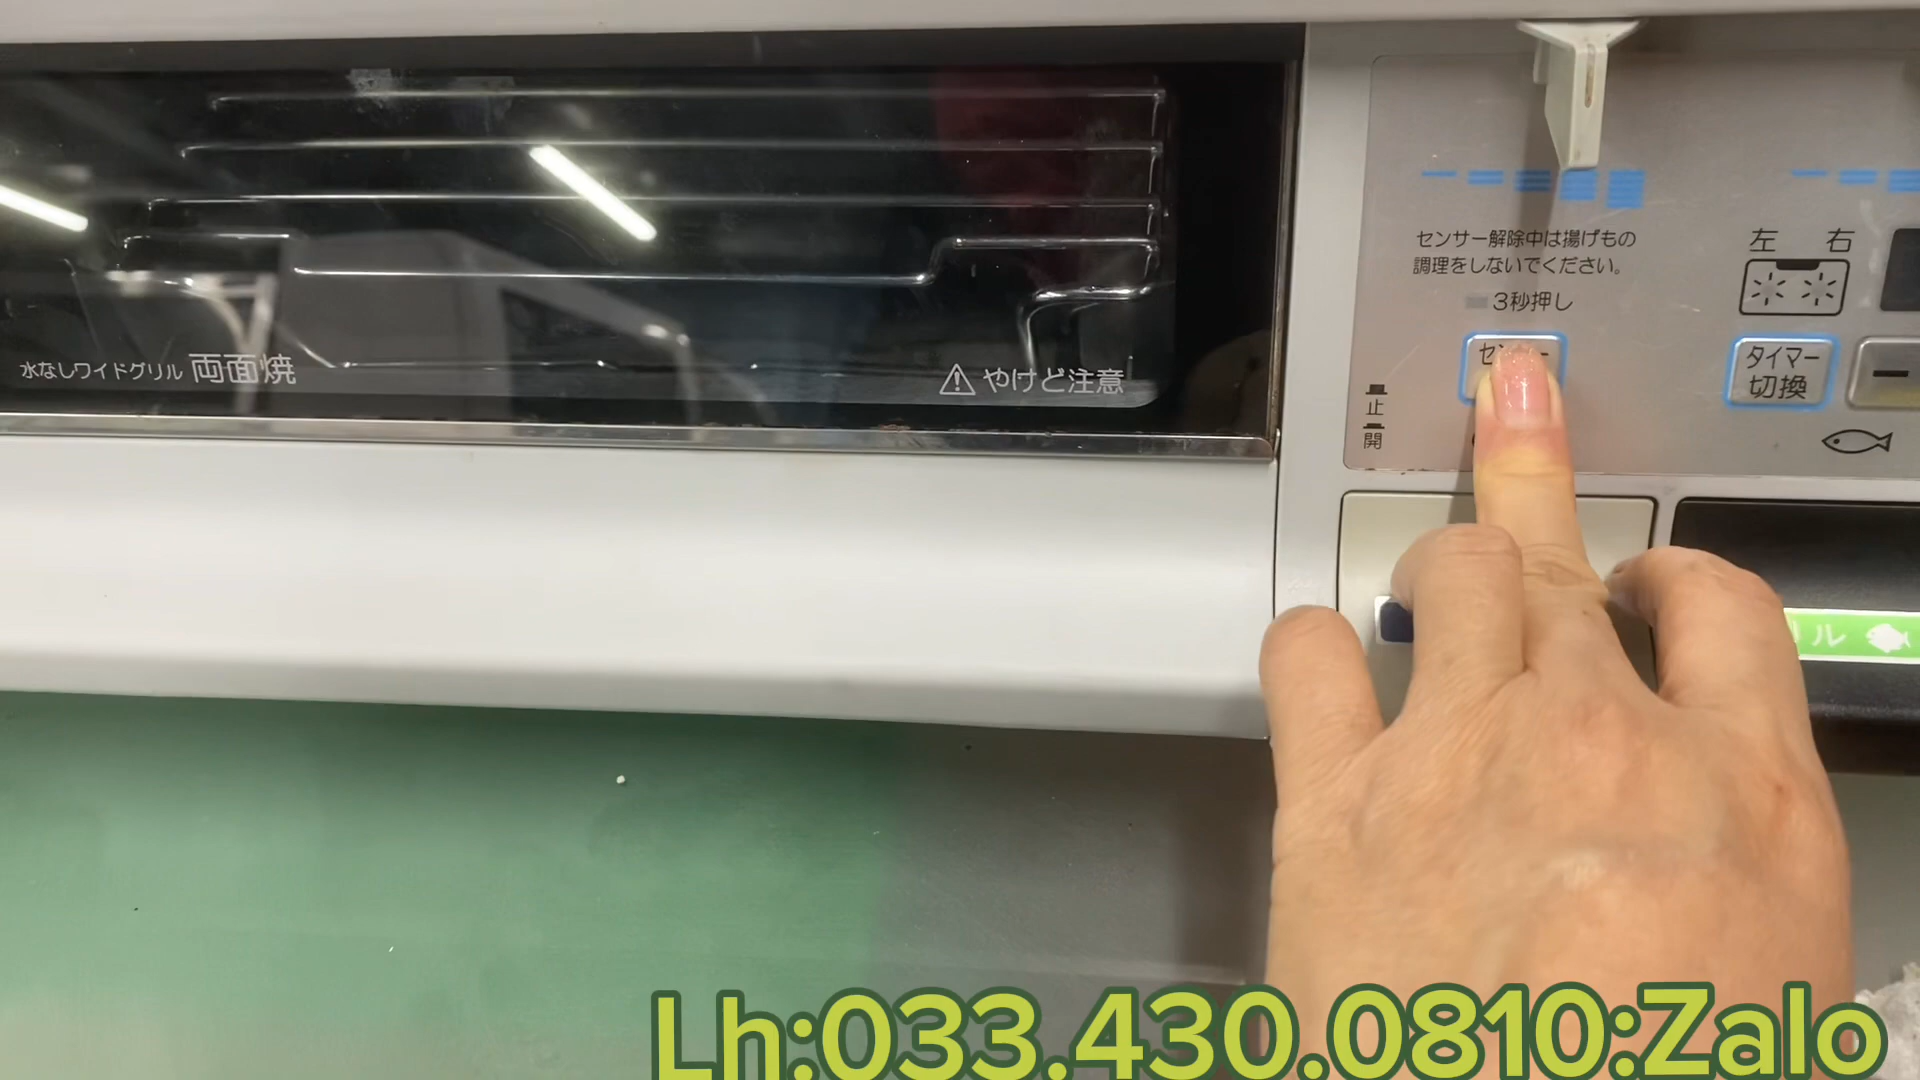 水なしワイドグリル 両面焼
やけど注意
センサー解除中は揚げもの
調理をしないでください。
3秒押し
止
開
左 右
タイマー
切換
Lh:033.430.0810:Zalo